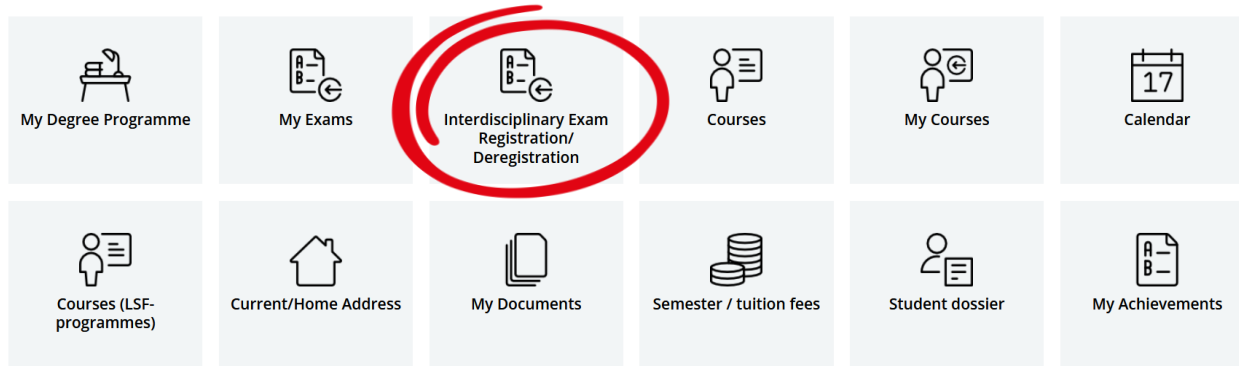 My Degree Programme
My Exams
Interdisciplinary Exam
Registration/
Deregistration
Courses
My Courses
17
Calendar
Courses (LSF-
programmes)
Current/Home Address
My Documents
Semester / tuition fees
Student dossier
My Achievements
A
B
A
B
A
B